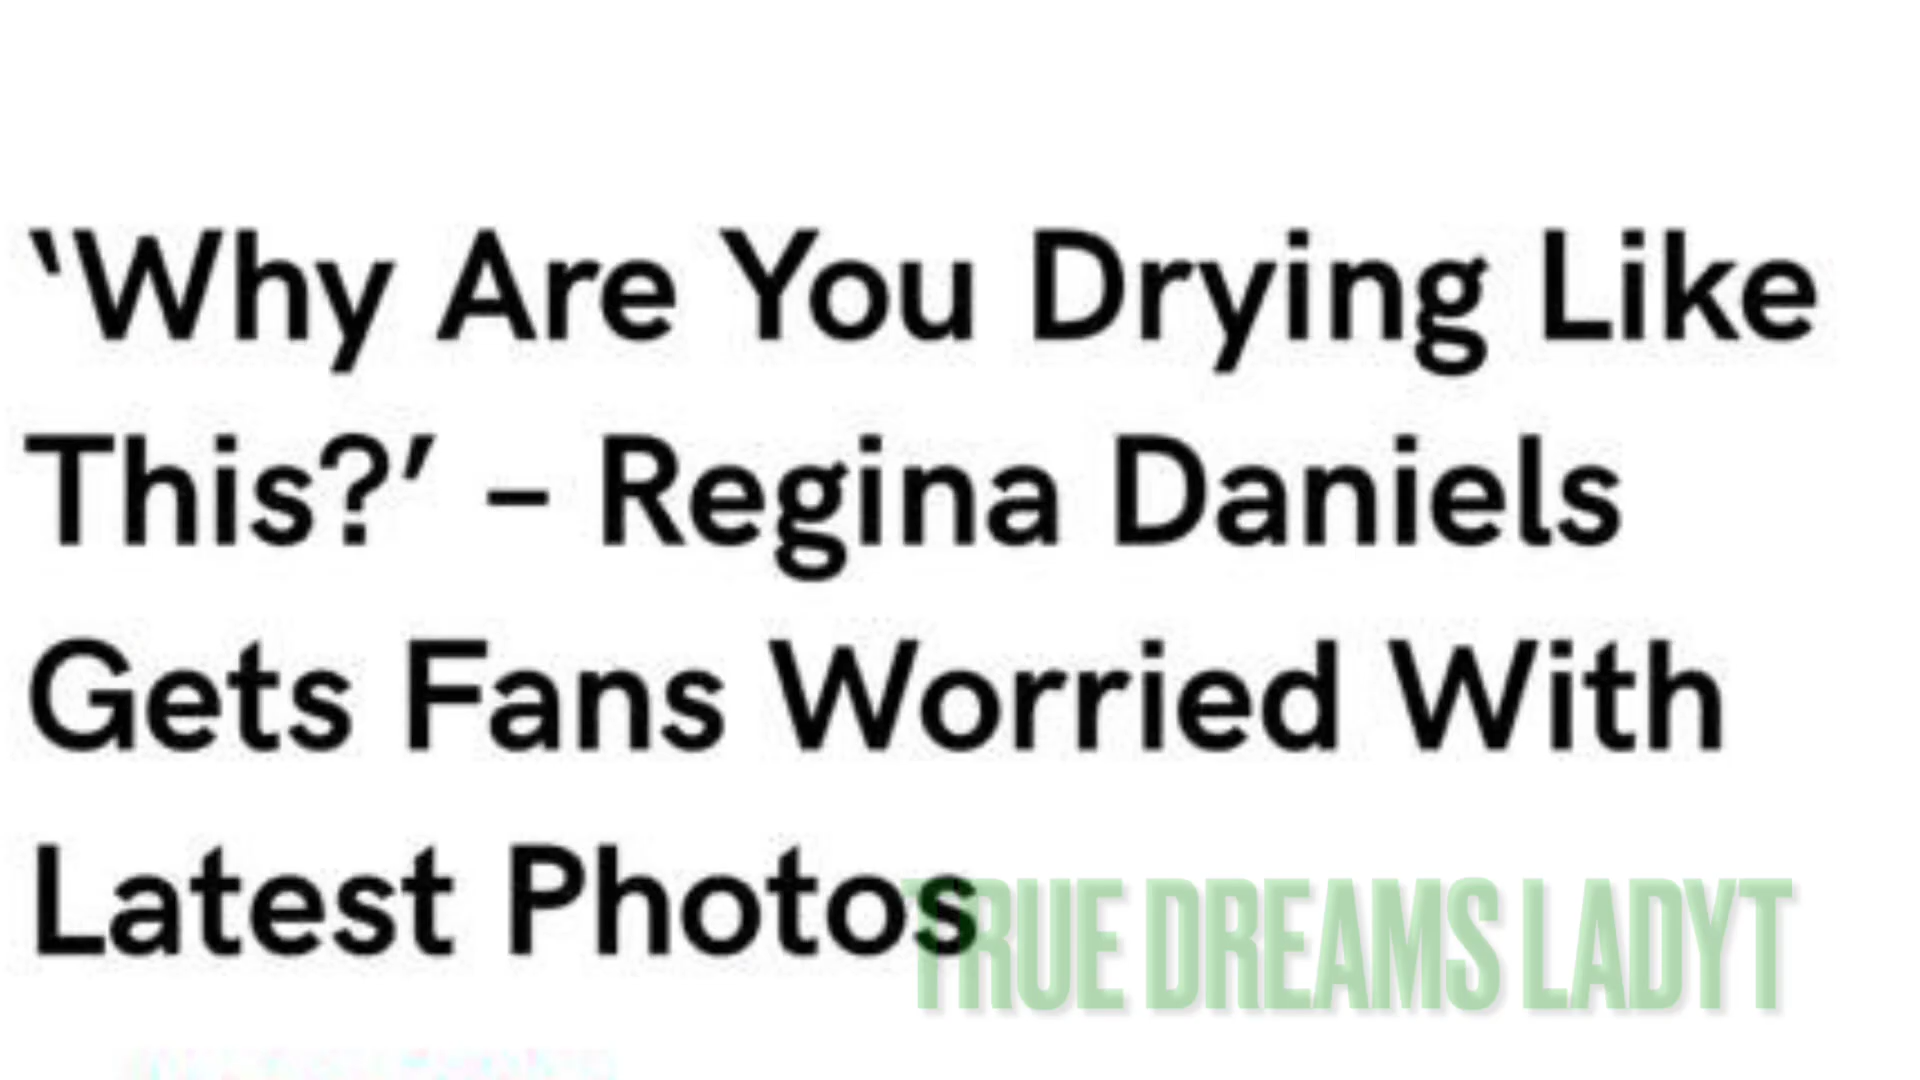 ‘Why Are You Drying Like
This?’ – Regina Daniels
Gets Fans Worried With
Latest Photos
TRUE DREAMS LADYT